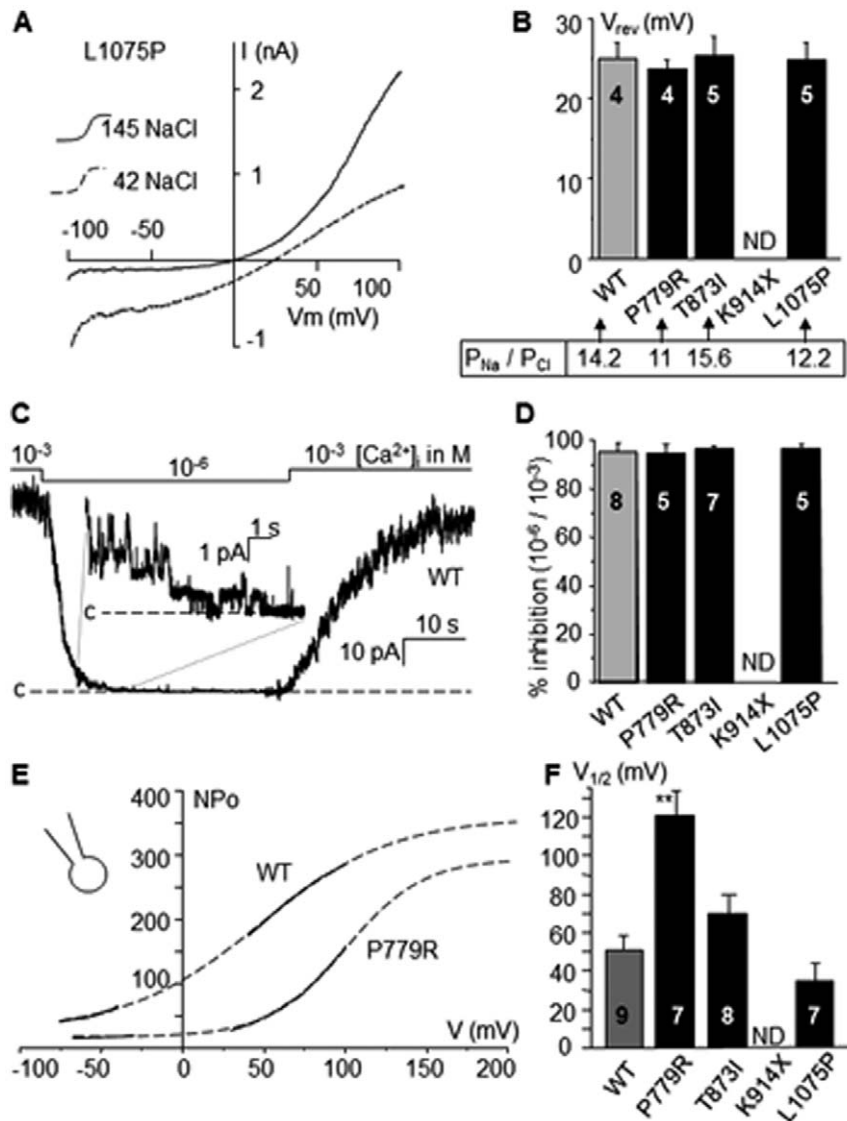 A
L1075P
I (nA)
2
145 NaCl
42 NaCl
1
-100
-50
50
100
Vm (mV)
-1
B
V_rev (mV)
30
20
10
0
4
4
5
ND
5
WT
P779R
T873I
K914X
L1075P
P_Na / P_Cl
14.2
11
15.6
12.2
C
10⁻³
10⁻⁶
10⁻³ [Ca²⁺]ᵢ in M
1 s
1 pA
WT
c
10 s
10 pA
c
D
% inhibition (10⁻⁶ / 10⁻³)
100
80
60
40
20
0
8
5
7
ND
5
WT
P779R
T873I
K914X
L1075P
E
400
NPo
300
WT
200
P779R
100
V (mV)
-100
-50
0
50
100
150
200
F
V_1/2 (mV)
**
120
100
80
60
40
20
0
9
7
8
ND
7
WT
P779R
T873I
K914X
L1075P